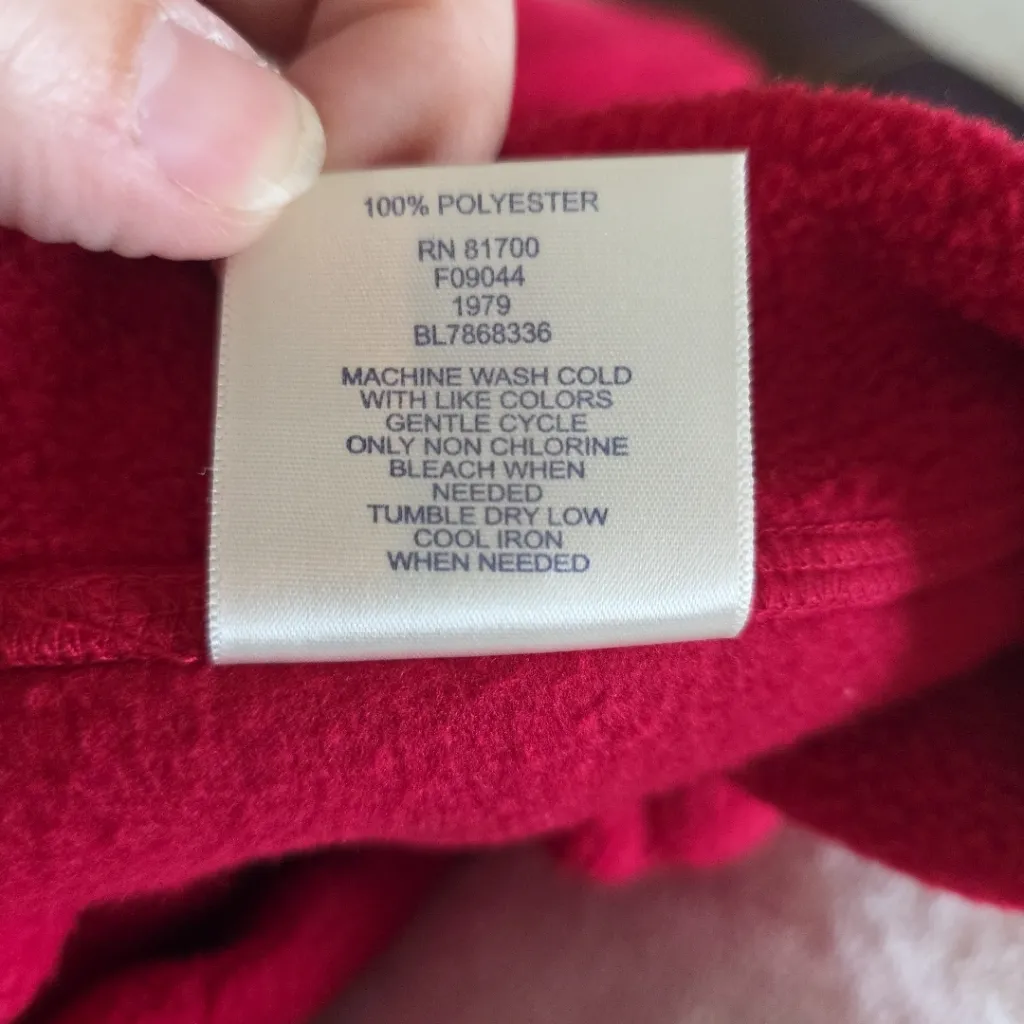 100% POLYESTER
RN 81700
F09044
1979
BL7868336
MACHINE WASH COLD
WITH LIKE COLORS
GENTLE CYCLE
ONLY NON CHLORINE
BLEACH WHEN
NEEDED
TUMBLE DRY LOW
COOL IRON
WHEN NEEDED